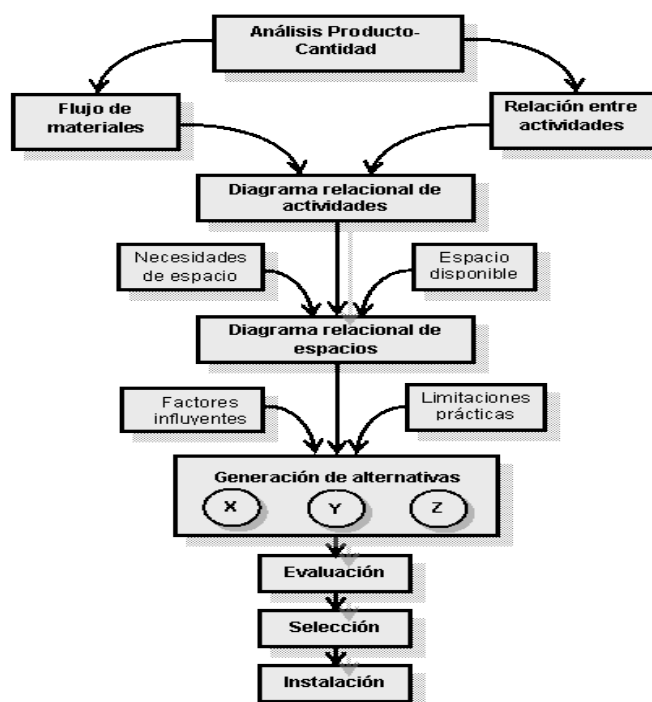 Análisis Producto-
Cantidad
Flujo de
materiales
Relación entre
actividades
Diagrama relacional de
actividades
Necesidades
de espacio
Espacio
disponible
Diagrama relacional de
espacios
Factores
influyentes
Limitaciones
prácticas
Generación de alternativas
X
Y
Z
Evaluación
Selección
Instalación